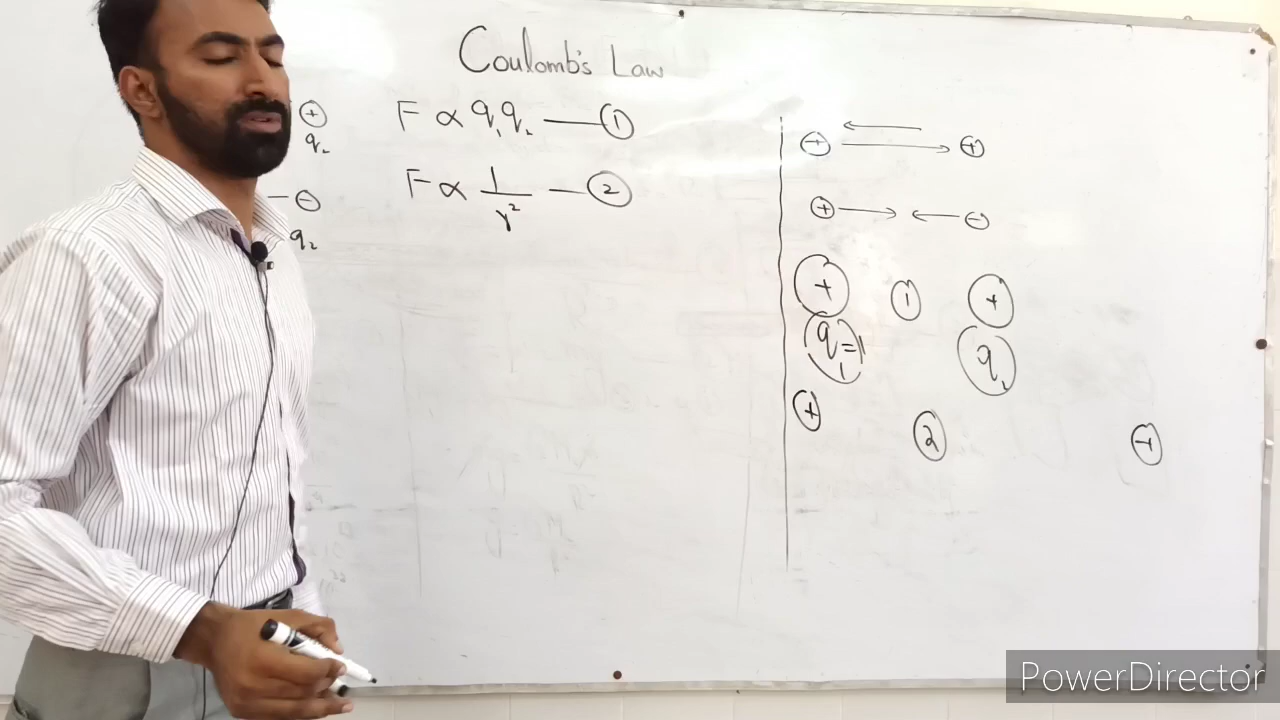 Coulomb's Law
F ∝ q₁q₂ — ①
F ∝ 1/r² — ②
⊕
q₂
⊖
q₂
⊕ ⊕
⊕ ⊖
+ ① +
q₁=1 q₂
+ ② +
PowerDirector